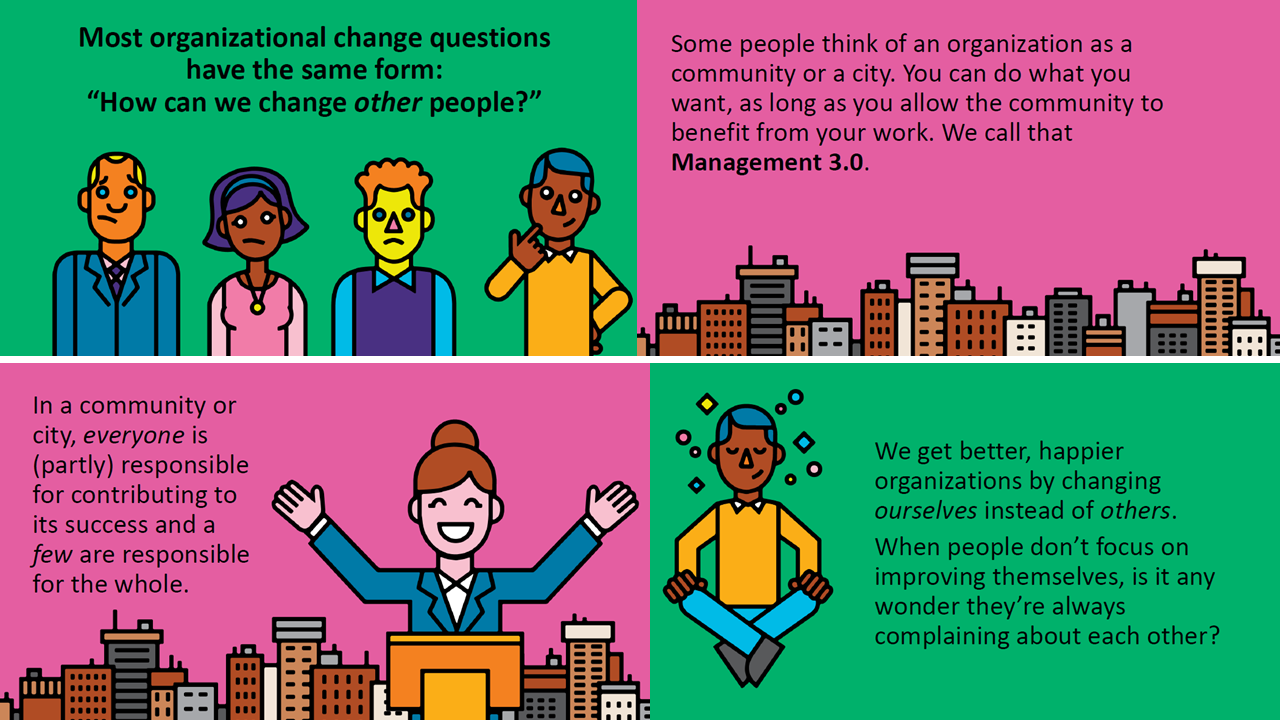 Most organizational change questions
have the same form:
“How can we change other people?”
Some people think of an organization as a
community or a city. You can do what you
want, as long as you allow the community to
benefit from your work. We call that
Management 3.0.
In a community or
city, everyone is
(partly) responsible
for contributing to
its success and a
few are responsible
for the whole.
We get better, happier
organizations by changing
ourselves instead of others.
When people don’t focus on
improving themselves, is it any
wonder they’re always
complaining about each other?